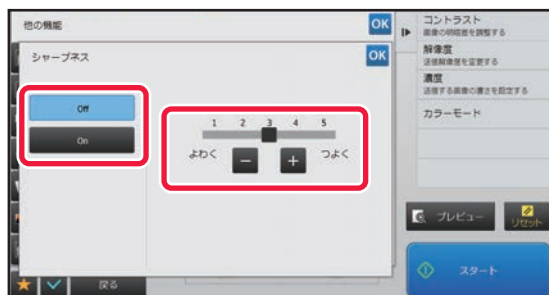 他の機能
OK
シャープネス
OK
Off
On
1 2 3 4 5
よわく
つよく
コントラスト
画像の明暗差を調整する
解像度
送信解像度を変更する
濃度
送信する画像の濃さを設定する
カラーモード
プレビュー
リセット
スタート
戻る